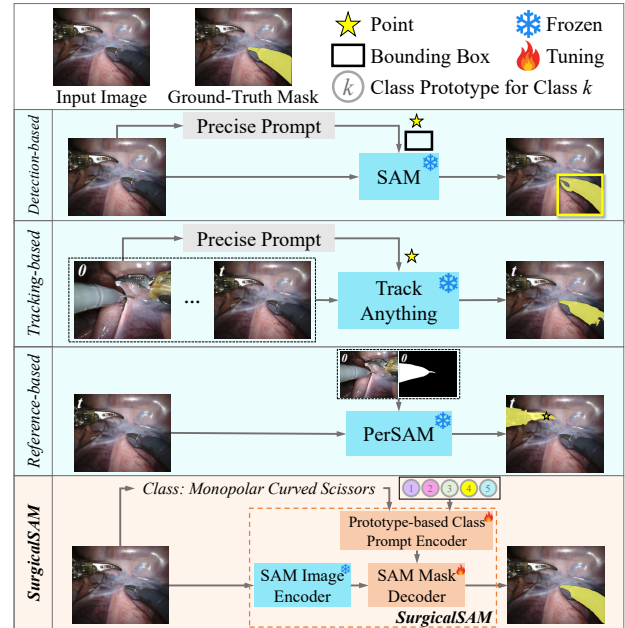 Input Image
Ground-Truth Mask
Point
Frozen
Bounding Box
Tuning
k
Class Prototype for Class k
Detection-based
Precise Prompt
SAM
Tracking-based
Precise Prompt
0
...
t
Track
Anything
t
Reference-based
0
0
t
PerSAM
t
SurgicalSAM
Class: Monopolar Curved Scissors
1 2 3 4 5
Prototype-based Class
Prompt Encoder
SAM Image
Encoder
SAM Mask
Decoder
SurgicalSAM